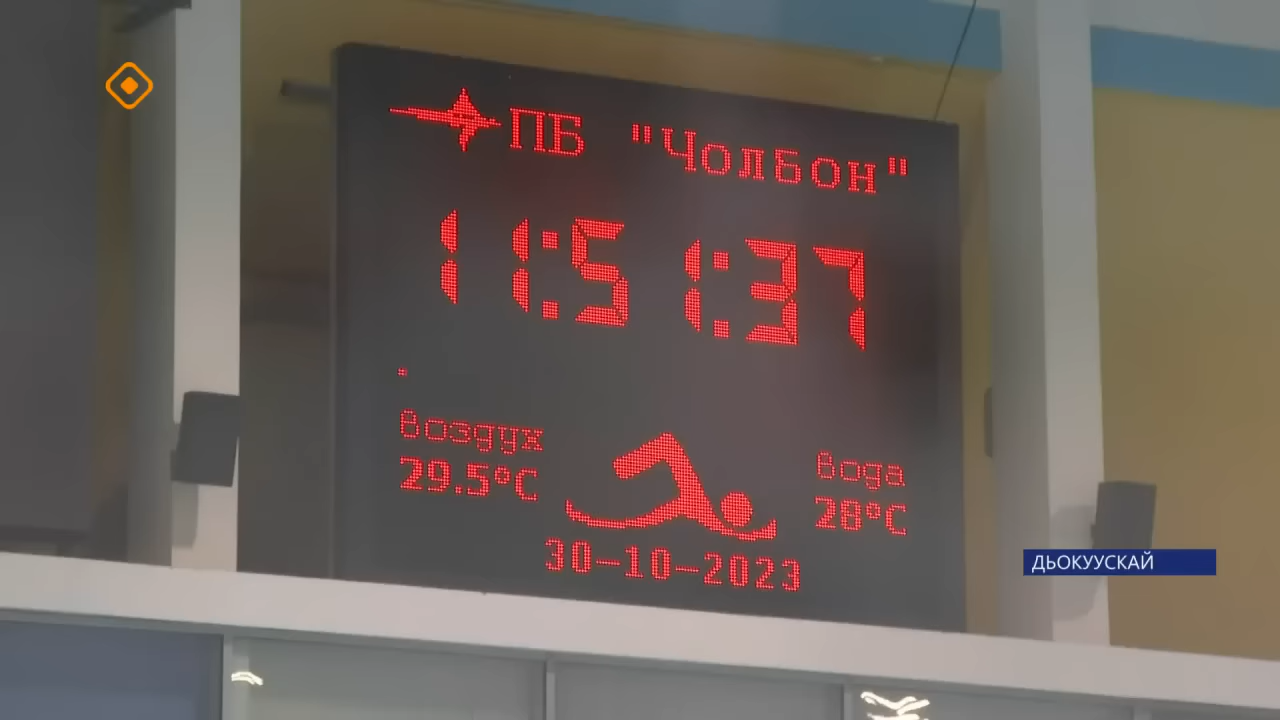 ПБ "Чолбон"
11:51:37
воздух
29.5°C
вода
28°C
30-10-2023
ДЬОКУУСКАЙ